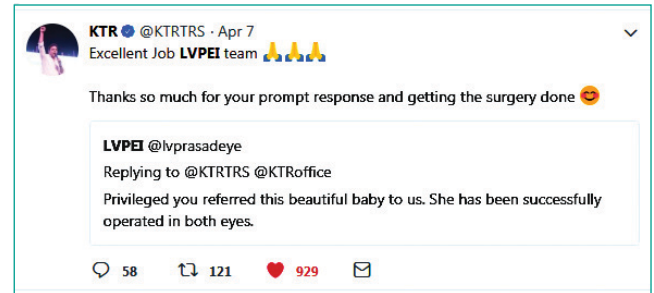 KTR @KTRTRS · Apr 7
Excellent Job LVPEI team 🙏🙏🙏
Thanks so much for your prompt response and getting the surgery done 😊
LVPEI @lvprasadeye
Replying to @KTRTRS @KTRoffice
Privileged you referred this beautiful baby to us. She has been successfully
operated in both eyes.
58 121 929